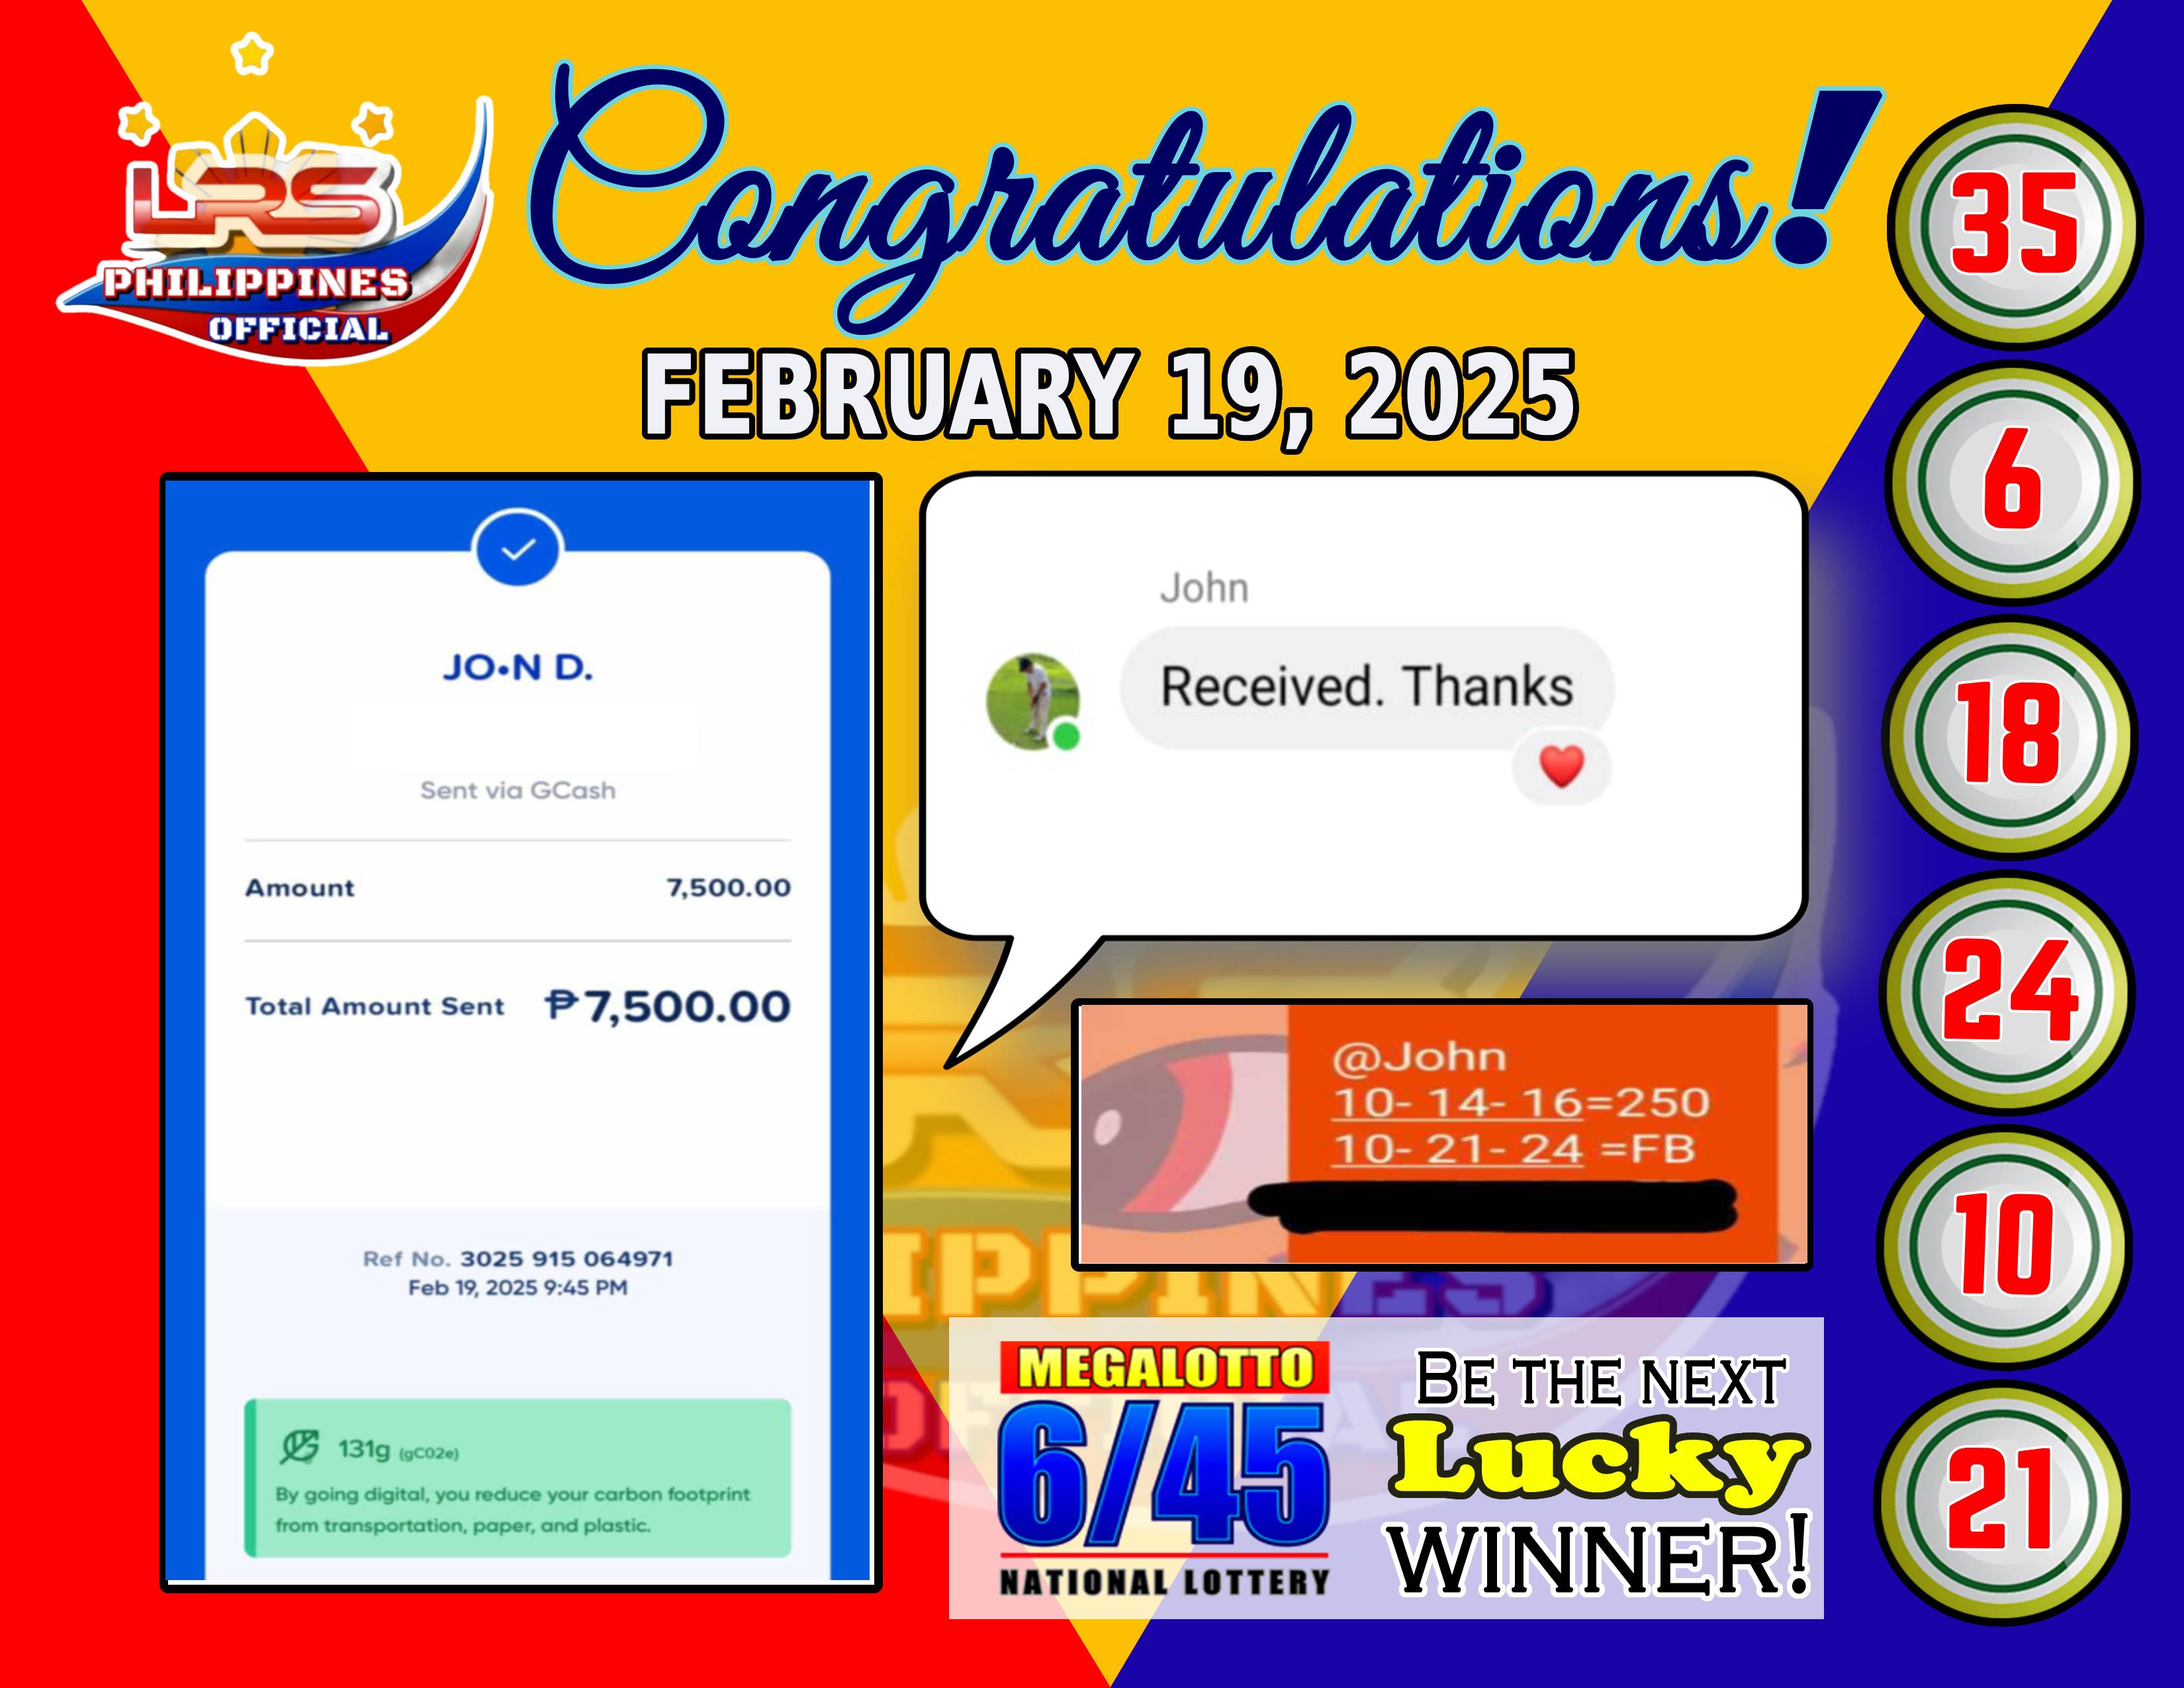 LRS
PHILIPPINES
OFFICIAL
Congratulations!
FEBRUARY 19, 2025
JO•N D.
Sent via GCash
Amount 7,500.00
Total Amount Sent ₱7,500.00
Ref No. 3025 915 064971
Feb 19, 2025 9:45 PM
131g (gCO2e)
By going digital, you reduce your carbon footprint
from transportation, paper, and plastic.
John
Received. Thanks
@John
10- 14- 16=250
10- 21- 24 =FB
MEGALOTTO
6/45
NATIONAL LOTTERY
BE THE NEXT
Lucky
WINNER!
35
6
18
24
10
21